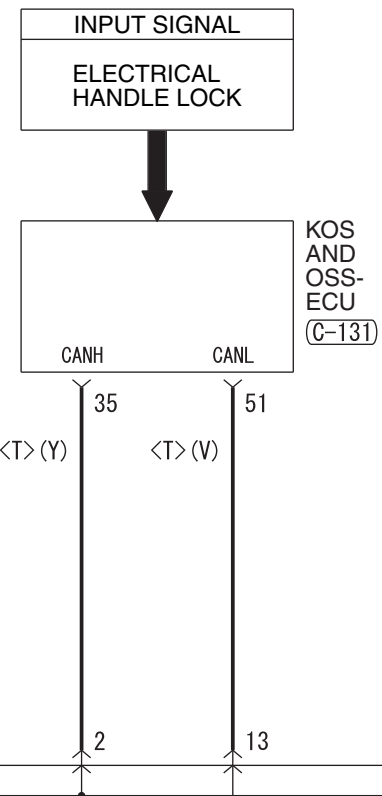 INPUT SIGNAL
ELECTRICAL
HANDLE LOCK
KOS
AND
OSS-
ECU
(C-131)
CANH CANL
35 51
<T>(Y) <T>(V)
2 13